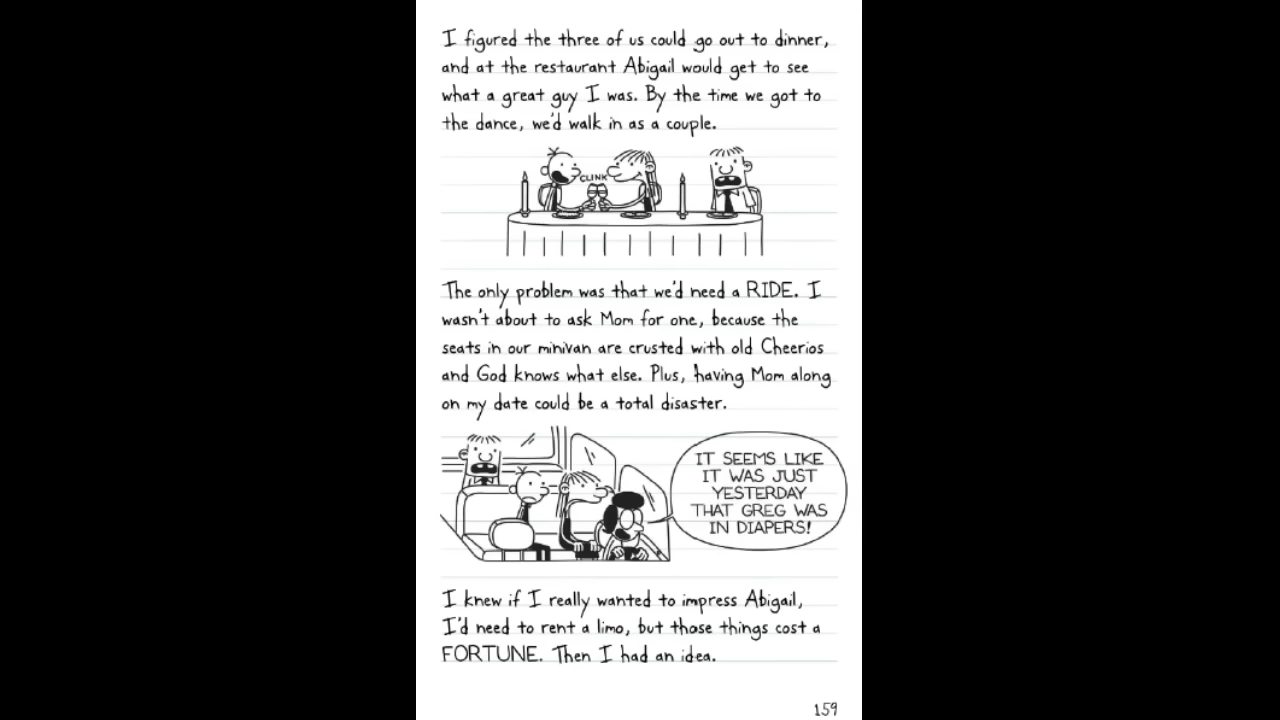 I figured the three of us could go out to dinner,
and at the restaurant Abigail would get to see
what a great guy I was. By the time we got to
the dance, we'd walk in as a couple.
CLINK
The only problem was that we'd need a RIDE. I
wasn't about to ask Mom for one, because the
seats in our minivan are crusted with old Cheerios
and God knows what else. Plus, having Mom along
on my date could be a total disaster.
IT SEEMS LIKE
IT WAS JUST
YESTERDAY
THAT GREG WAS
IN DIAPERS!
I knew if I really wanted to impress Abigail,
I'd need to rent a limo, but those things cost a
FORTUNE. Then I had an idea.
159